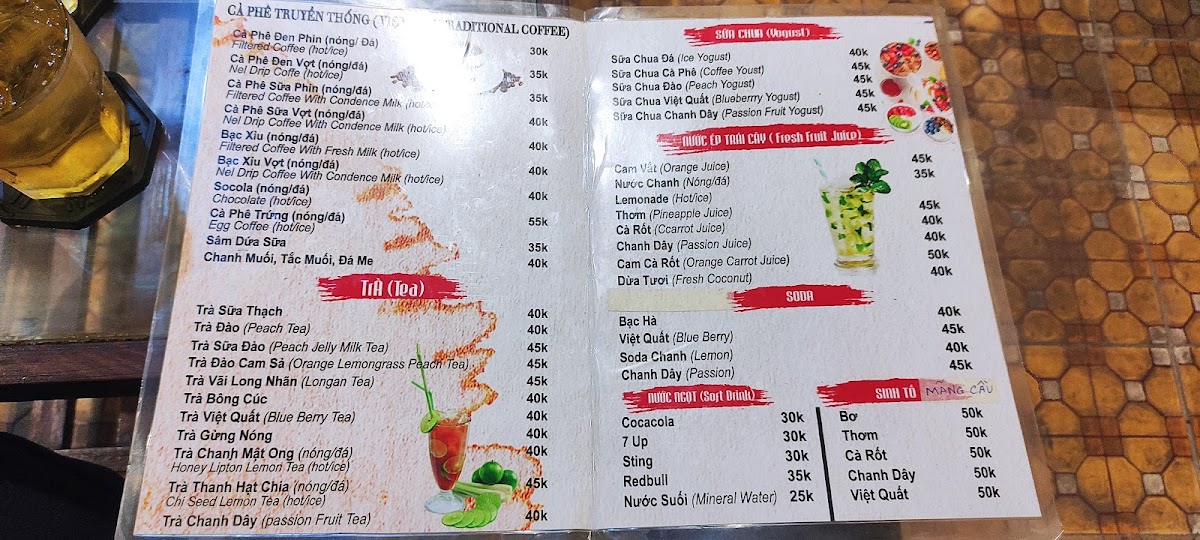 CÀ PHÊ TRUYỀN THỐNG (VIỆ TRADITIONAL COFFEE)
Cà Phê Đen Phin (nóng/ Đá)
Filtered Coffee (hot/ice) 30k
Cà Phê Đen Vợt (nóng/đá)
Nel Drip Coffe (hot/ice) 35k
Cà Phê Sữa Phin (nóng/đá)
Filtered Coffee With Condence Milk (hot/ice) 35k
Cà Phê Sữa Vợt (nóng/đá)
Nel Drip Coffee With Condence Milk (hot/ice) 40k
Bạc Xỉu (nóng/đá)
Filtered Coffee With Fresh Milk (hot/ice) 40k
Bạc Xỉu Vợt (nóng/đá)
Nel Drip Coffee With Condence Milk (hot/ice) 40k
Socola (nóng/đá)
Chocolate (hot/ice) 40k
Cà Phê Trứng (nóng/đá)
Egg Coffee (hot/ice) 55k
Sâm Dứa Sữa 35k
Chanh Muối, Tắc Muối, Đá Me 40k
TRÀ (Tea)
Trà Sữa Thạch 40k
Trà Đào (Peach Tea) 40k
Trà Sữa Đào (Peach Jelly Milk Tea) 45k
Trà Đào Cam Sả (Orange Lemongrass Peach Tea) 45k
Trà Vải Long Nhãn (Longan Tea) 45k
Trà Bông Cúc 40k
Trà Việt Quất (Blue Berry Tea) 40k
Trà Gừng Nóng 40k
Trà Chanh Mật Ong (nóng/đá) 40k
Honey Lipton Lemon Tea (hot/ice)
Trà Thanh Hạt Chia (nóng/đá) 45k
Chi Seed Lemon Tea (hot/ice)
Trà Chanh Dây (passion Fruit Tea) 40k
SỮA CHUA (Yogust)
Sữa Chua Đá (Ice Yogust) 40k
Sữa Chua Cà Phê (Coffee Youst) 45k
Sữa Chua Đào (Peach Yogust) 45k
Sữa Chua Việt Quất (Blueberry Yogust) 45k
Sữa Chua Chanh Dây (Passion Fruit Yogust) 45k
NƯỚC ÉP TRÁI CÂY ( Fresh Fruit Juice)
Cam Vắt (Orange Juice) 45k
Nước Chanh (Nóng/đá) 35k
Lemonade (Hot/ice)
Thơm (Pineapple Juice) 45k
Cà Rốt (Ccarrot Juice) 40k
Chanh Dây (Passion Juice) 40k
Cam Cà Rốt (Orange Carrot Juice) 50k
Dừa Tươi (Fresh Coconut) 40k
SODA
Bạc Hà 40k
Việt Quất (Blue Berry) 45k
Soda Chanh (Lemon) 40k
Chanh Dây (Passion) 45k
NƯỚC NGỌT (Soft Drink)
Cocacola 30k
7 Up 30k
Sting 30k
Redbull 35k
Nước Suối (Mineral Water) 25k
SINH TỐ MÃNG CẦU
Bơ 50k
Thơm 50k
Cà Rốt 50k
Chanh Dây 50k
Việt Quất 50k